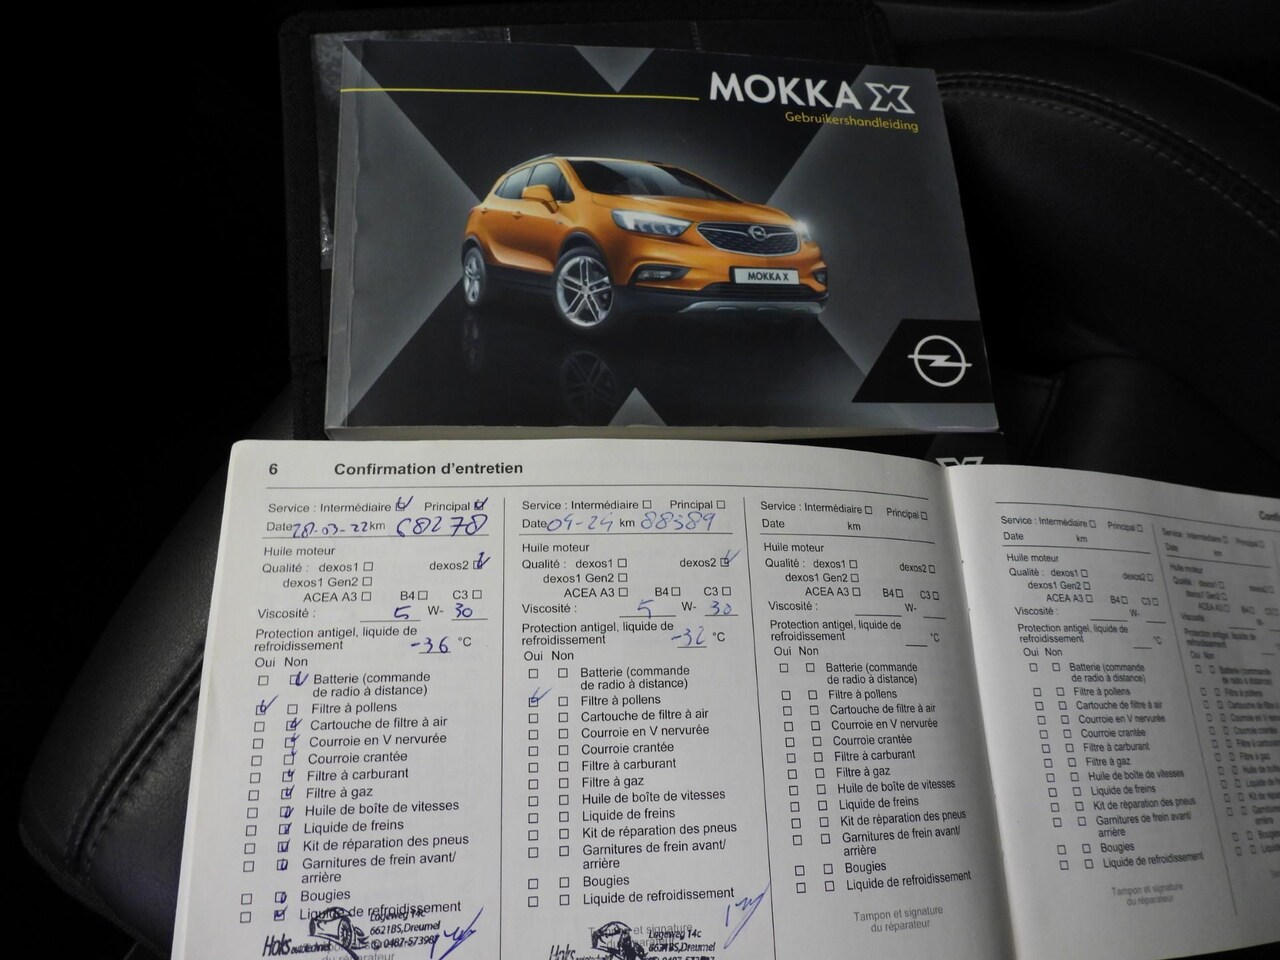 MOKKA X
Gebruikershandleiding
MOKKA X
6 Confirmation d'entretien
Service : Intermédiaire Principal
Date 28-03-22 km 68278
Huile moteur
Qualité : dexos1 dexos2
dexos1 Gen2
ACEA A3 B4 C3
Viscosité : 5 W- 30
Protection antigel, liquide de
refroidissement -36 °C
Oui Non
Batterie (commande
de radio à distance)
Filtre à pollens
Cartouche de filtre à air
Courroie en V nervurée
Courroie crantée
Filtre à carburant
Filtre à gaz
Huile de boîte de vitesses
Liquide de freins
Kit de réparation des pneus
Garnitures de frein avant/
arrière
Bougies
Liquide de refroidissement
Lageweg 14c
6621BS, Dreumel
Hols autotechniek
du réparateur
Service : Intermédiaire Principal
Date 04-24 km 88389
Huile moteur
Qualité : dexos1 dexos2
dexos1 Gen2
ACEA A3 B4 C3
Viscosité : 5 W- 30
Protection antigel, liquide de
refroidissement -32 °C
Oui Non
Batterie (commande
de radio à distance)
Filtre à pollens
Cartouche de filtre à air
Courroie en V nervurée
Courroie crantée
Filtre à carburant
Filtre à gaz
Huile de boîte de vitesses
Liquide de freins
Kit de réparation des pneus
Garnitures de frein avant/
arrière
Bougies
Liquide de refroidissement
Lageweg 14c
6621BS, Dreumel
Hols
Service : Intermédiaire Principal
Date km
Huile moteur
Qualité : dexos1 dexos2
dexos1 Gen2
ACEA A3 B4 C3
Viscosité : W-
Protection antigel, liquide de
refroidissement °C
Oui Non
Batterie (commande
de radio à distance)
Filtre à pollens
Cartouche de filtre à air
Courroie en V nervurée
Courroie crantée
Filtre à carburant
Filtre à gaz
Huile de boîte de vitesses
Liquide de freins
Kit de réparation des pneus
Garnitures de frein avant/
arrière
Bougies
Liquide de refroidissement
Tampon et signature
du réparateur
Service : Intermédiaire Principal
Date km
Huile moteur
Qualité : dexos1 dexos2
dexos1 Gen2
ACEA A3 B4 C3
Viscosité : W-
Protection antigel, liquide de
refroidissement °C
Oui Non
Batterie (commande
de radio à distance)
Filtre à pollens
Cartouche de filtre à air
Courroie en V nervurée
Courroie crantée
Filtre à carburant
Filtre à gaz
Huile de boîte de vitesses
Liquide de freins
Kit de réparation des pneus
Garnitures de frein avant/
arrière
Bougies
Liquide de refroidissement
Tampon et signature
du réparateur